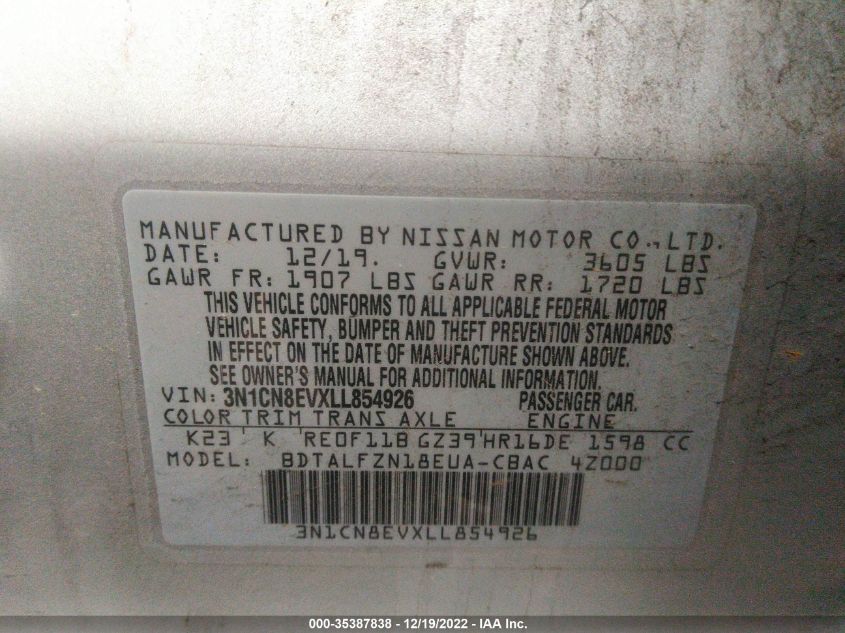 MANUFACTURED BY NISSAN MOTOR CO., LTD.
DATE: 12/19. GVWR: 3605 LBS
GAWR FR: 1907 LBS GAWR RR: 1720 LBS
THIS VEHICLE CONFORMS TO ALL APPLICABLE FEDERAL MOTOR
VEHICLE SAFETY, BUMPER AND THEFT PREVENTION STANDARDS
IN EFFECT ON THE DATE OF MANUFACTURE SHOWN ABOVE.
SEE OWNER'S MANUAL FOR ADDITIONAL INFORMATION.
VIN: 3N1CN8EVXLL854926 PASSENGER CAR.
COLOR TRIM TRANS AXLE ENGINE
K23 ' K ' RE0F11B GZ39'HR16DE 1598 CC
MODEL: BDTALFZN18EUA-CBAC 4Z000
3N1CN8EVXLL854926
000-35387838 - 12/19/2022 - IAA Inc.